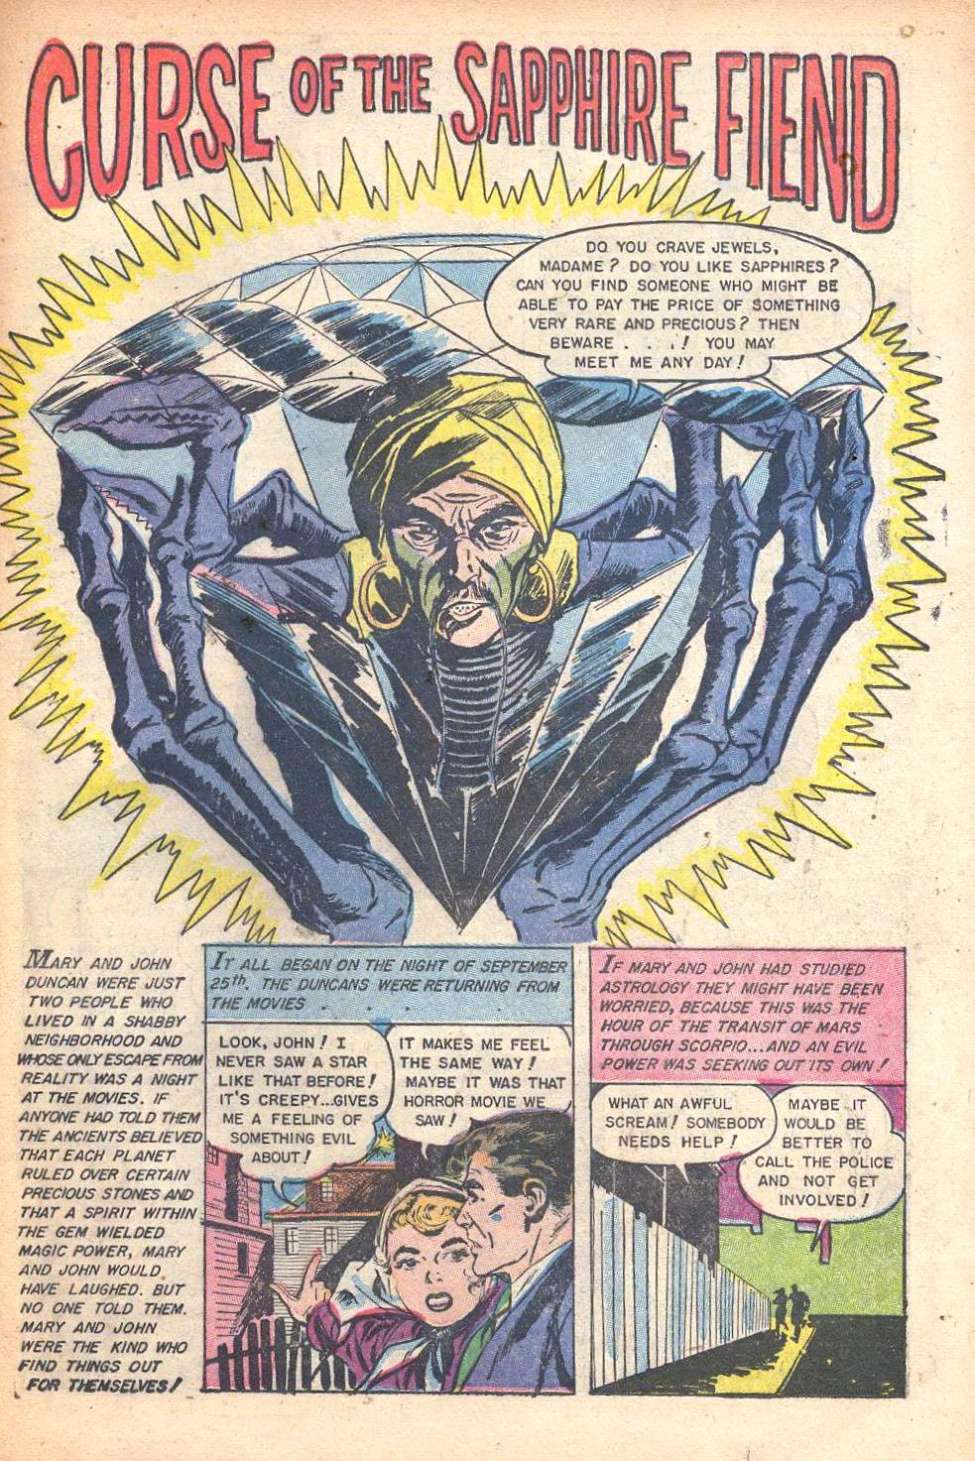 CURSE OF THE SAPPHIRE FIEND
DO YOU CRAVE JEWELS,
MADAME? DO YOU LIKE SAPPHIRES?
CAN YOU FIND SOMEONE WHO MIGHT BE
ABLE TO PAY THE PRICE OF SOMETHING
VERY RARE AND PRECIOUS? THEN
BEWARE . . .! YOU MAY
MEET ME ANY DAY!
MARY AND JOHN
DUNCAN WERE JUST
TWO PEOPLE WHO
LIVED IN A SHABBY
NEIGHBORHOOD AND
WHOSE ONLY ESCAPE FROM
REALITY WAS A NIGHT
AT THE MOVIES. IF
ANYONE HAD TOLD THEM
THE ANCIENTS BELIEVED
THAT EACH PLANET
RULED OVER CERTAIN
PRECIOUS STONES AND
THAT A SPIRIT WITHIN
THE GEM WIELDED
MAGIC POWER, MARY
AND JOHN WOULD
HAVE LAUGHED. BUT
NO ONE TOLD THEM.
MARY AND JOHN
WERE THE KIND WHO
FIND THINGS OUT
FOR THEMSELVES!
IT ALL BEGAN ON THE NIGHT OF SEPTEMBER
25th. THE DUNCANS WERE RETURNING FROM
THE MOVIES . . . .
LOOK, JOHN! I
NEVER SAW A STAR
LIKE THAT BEFORE!
IT'S CREEPY...GIVES
ME A FEELING OF
SOMETHING EVIL
ABOUT!
IT MAKES ME FEEL
THE SAME WAY!
MAYBE IT WAS THAT
HORROR MOVIE WE
SAW!
IF MARY AND JOHN HAD STUDIED
ASTROLOGY THEY MIGHT HAVE BEEN
WORRIED, BECAUSE THIS WAS THE
HOUR OF THE TRANSIT OF MARS
THROUGH SCORPIO...AND AN EVIL
POWER WAS SEEKING OUT ITS OWN!
WHAT AN AWFUL
SCREAM! SOMEBODY
NEEDS HELP!
MAYBE IT
WOULD BE
BETTER TO
CALL THE POLICE
AND NOT GET
INVOLVED!